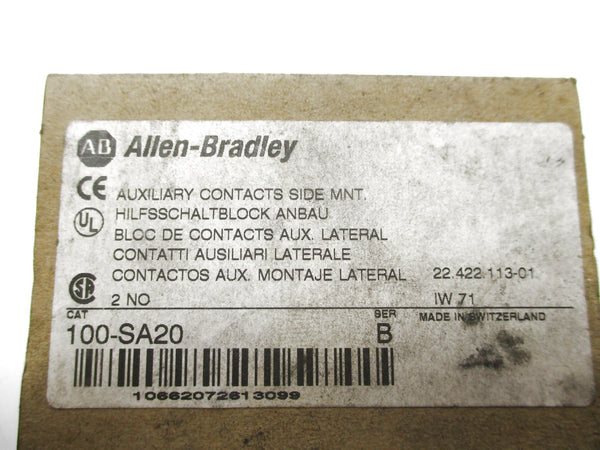 AB Allen-Bradley
CE AUXILIARY CONTACTS SIDE MNT.
UL HILFSSCHALTBLOCK ANBAU
BLOC DE CONTACTS AUX. LATERAL
CONTATTI AUSILIARI LATERALE
CONTACTOS AUX. MONTAJE LATERAL 22.422.113-01
SA 2 NO IW 71
CAT SER MADE IN SWITZERLAND
100-SA20 B
10662072613099